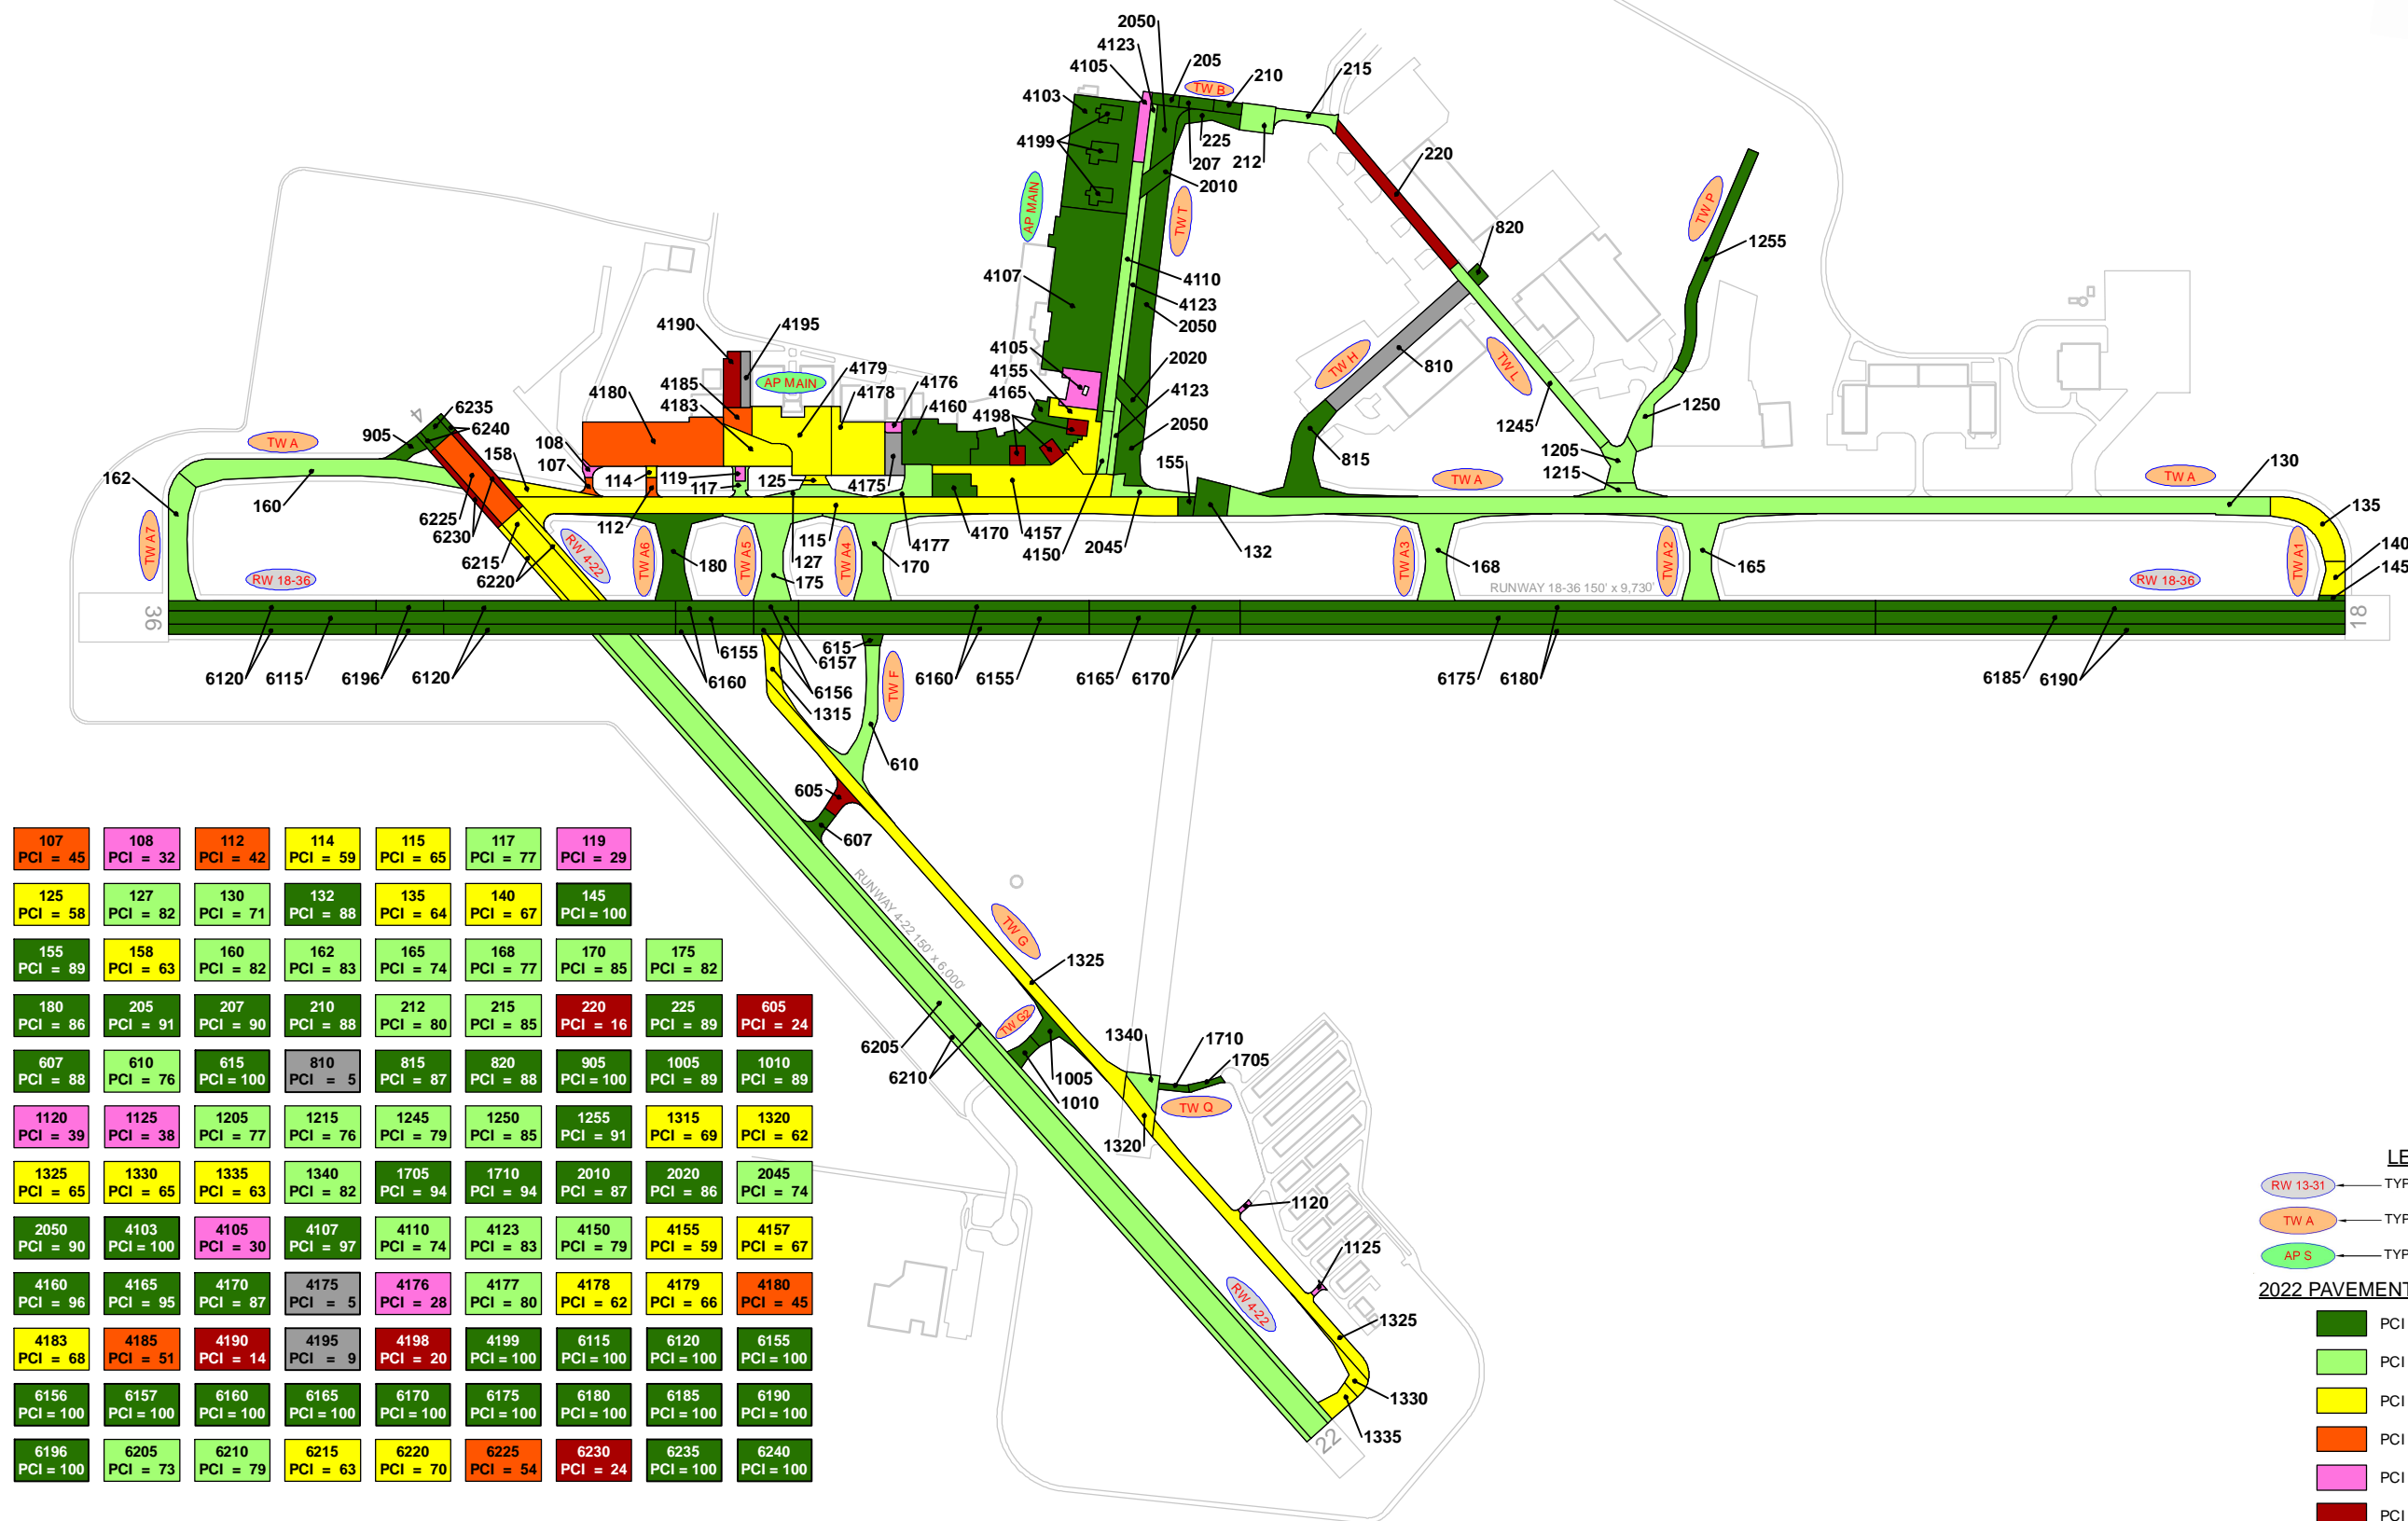 2050
4123
4105
205
210
215
4103
TW B
4199
225
207
212
220
2010
AP MAIN
TW T
TW P
820
1255
4107
4110
4123
2050
4190
4195
4105
2020
TW H
810
TW L
4179
4155
4176
4178
4165
4123
4180
4185
AP MAIN
4183
4160
4198
2050
1250
1245
4
6235
6240
905
TW A
158
108
107
114
119
117
125
4175
155
815
1205
1215
TW A
TW A
130
162
160
6225
6230
112
115
127
4177
4170
4157
4150
2045
132
135
TW A7
6215
6220
RW 4-22
TW A6
180
TW A5
175
TW A4
170
TW A3
168
TW A2
165
TW A1
140
145
RW 18-36
RUNWAY 18-36 150' x 9,730'
RW 18-36
36
18
6120
6115
6196
6120
6160
6155
6157
6156
1315
615
TW F
6160
6155
6165
6170
6175
6180
6185
6190
610
605
607
RUNWAY 4-22 150' x 6,000'
TW G
1325
TW G2
6205
6210
1005
1010
1340
1710
1705
TW Q
1320
1120
1125
RW 4-22
1325
1330
1335
22
107 108 112 114 115 117 119
PCI = 45 PCI = 32 PCI = 42 PCI = 59 PCI = 65 PCI = 77 PCI = 29
125 127 130 132 135 140 145
PCI = 58 PCI = 82 PCI = 71 PCI = 88 PCI = 64 PCI = 67 PCI = 100
155 158 160 162 165 168 170 175
PCI = 89 PCI = 63 PCI = 82 PCI = 83 PCI = 74 PCI = 77 PCI = 85 PCI = 82
180 205 207 210 212 215 220 225 605
PCI = 86 PCI = 91 PCI = 90 PCI = 88 PCI = 80 PCI = 85 PCI = 16 PCI = 89 PCI = 24
607 610 615 810 815 820 905 1005 1010
PCI = 88 PCI = 76 PCI = 100 PCI = 5 PCI = 87 PCI = 88 PCI = 100 PCI = 89 PCI = 89
1120 1125 1205 1215 1245 1250 1255 1315 1320
PCI = 39 PCI = 38 PCI = 77 PCI = 76 PCI = 79 PCI = 85 PCI = 91 PCI = 69 PCI = 62
1325 1330 1335 1340 1705 1710 2010 2020 2045
PCI = 65 PCI = 65 PCI = 63 PCI = 82 PCI = 94 PCI = 94 PCI = 87 PCI = 86 PCI = 74
2050 4103 4105 4107 4110 4123 4150 4155 4157
PCI = 90 PCI = 100 PCI = 30 PCI = 97 PCI = 74 PCI = 83 PCI = 79 PCI = 59 PCI = 67
4160 4165 4170 4175 4176 4177 4178 4179 4180
PCI = 96 PCI = 95 PCI = 87 PCI = 5 PCI = 28 PCI = 80 PCI = 62 PCI = 66 PCI = 45
4183 4185 4190 4195 4198 4199 6115 6120 6155
PCI = 68 PCI = 51 PCI = 14 PCI = 9 PCI = 20 PCI = 100 PCI = 100 PCI = 100 PCI = 100
6156 6157 6160 6165 6170 6175 6180 6185 6190
PCI = 100 PCI = 100 PCI = 100 PCI = 100 PCI = 100 PCI = 100 PCI = 100 PCI = 100 PCI = 100
6196 6205 6210 6215 6220 6225 6230 6235 6240
PCI = 100 PCI = 73 PCI = 79 PCI = 63 PCI = 70 PCI = 54 PCI = 24 PCI = 100 PCI = 100
LE
RW 13-31 TYP
TW A TYP
AP S TYP
2022 PAVEMENT
PCI
PCI
PCI
PCI
PCI
PCI